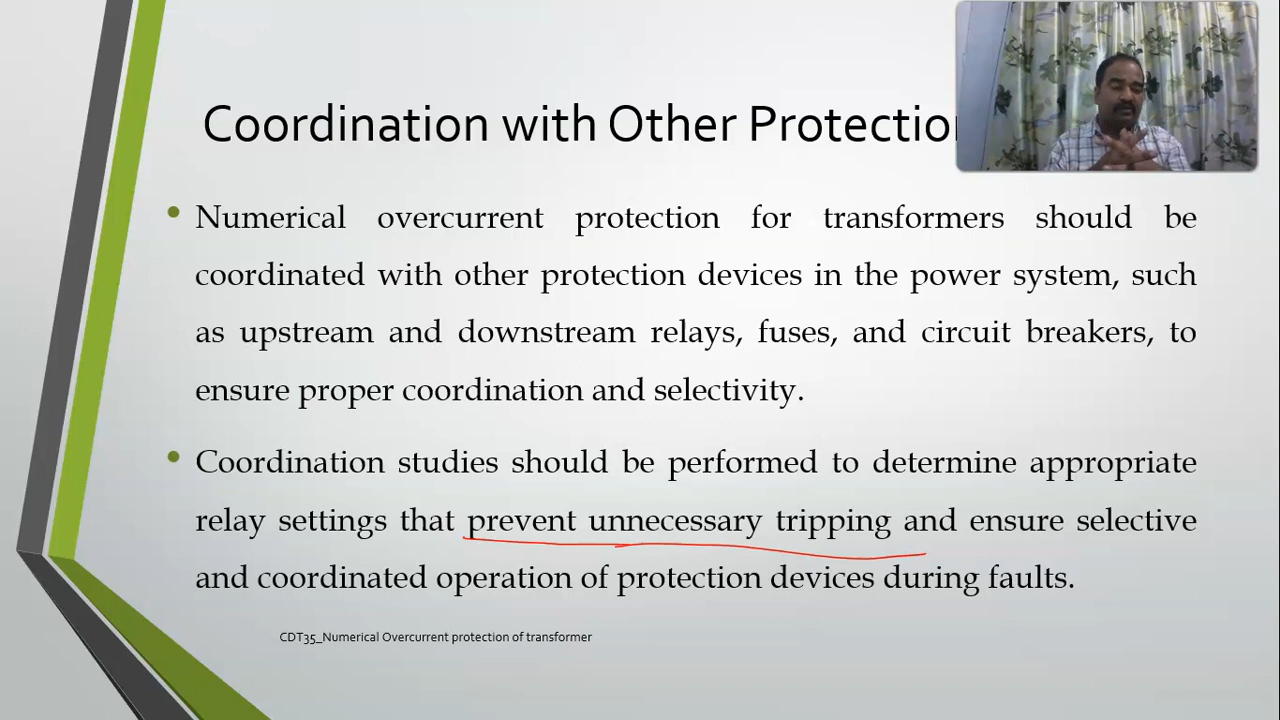 Coordination with Other Protection
Numerical overcurrent protection for transformers should be
coordinated with other protection devices in the power system, such
as upstream and downstream relays, fuses, and circuit breakers, to
ensure proper coordination and selectivity.
Coordination studies should be performed to determine appropriate
relay settings that prevent unnecessary tripping and ensure selective
and coordinated operation of protection devices during faults.
CDT35_Numerical Overcurrent protection of transformer